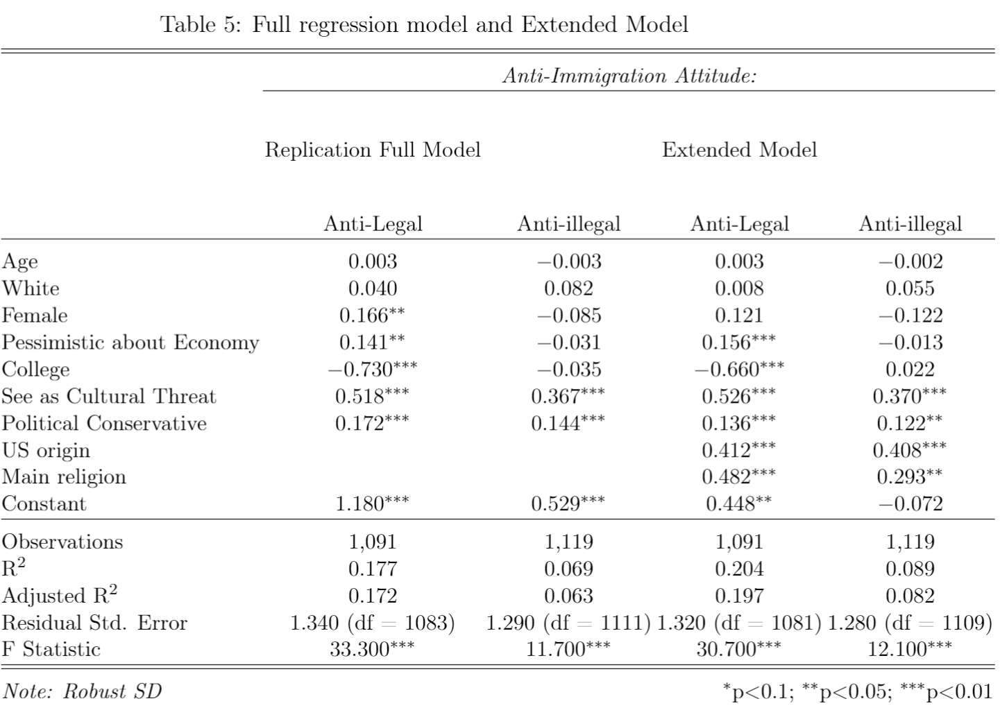 Table 5: Full regression model and Extended Model
Anti-Immigration Attitude:
Replication Full Model Extended Model
Anti-Legal Anti-illegal Anti-Legal Anti-illegal
Age 0.003 −0.003 0.003 −0.002
White 0.040 0.082 0.008 0.055
Female 0.166** −0.085 0.121 −0.122
Pessimistic about Economy 0.141** −0.031 0.156*** −0.013
College −0.730*** −0.035 −0.660*** 0.022
See as Cultural Threat 0.518*** 0.367*** 0.526*** 0.370***
Political Conservative 0.172*** 0.144*** 0.136*** 0.122**
US origin 0.412*** 0.408***
Main religion 0.482*** 0.293**
Constant 1.180*** 0.529*** 0.448** −0.072
Observations 1,091 1,119 1,091 1,119
R² 0.177 0.069 0.204 0.089
Adjusted R² 0.172 0.063 0.197 0.082
Residual Std. Error 1.340 (df = 1083) 1.290 (df = 1111) 1.320 (df = 1081) 1.280 (df = 1109)
F Statistic 33.300*** 11.700*** 30.700*** 12.100***
Note: Robust SD *p<0.1; **p<0.05; ***p<0.01